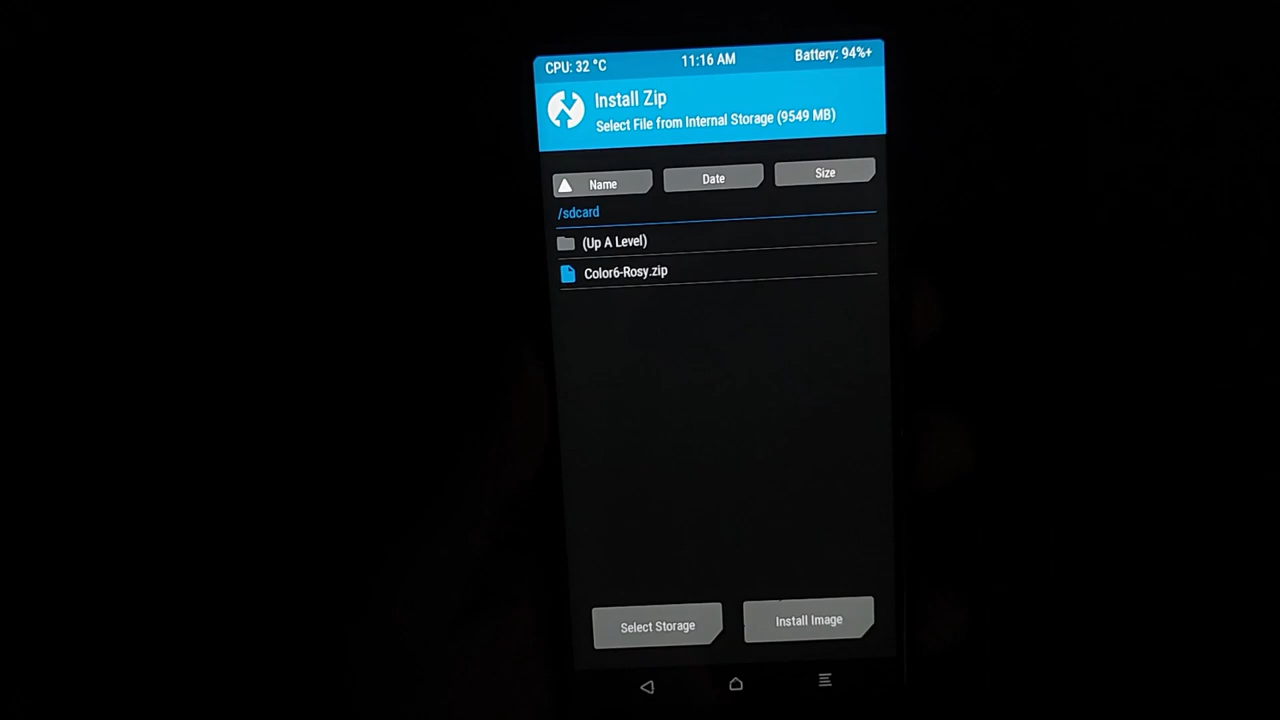 CPU: 32 °C 11:16 AM Battery: 94%+
Install Zip
Select File from Internal Storage (9549 MB)
Name Date Size
/sdcard
(Up A Level)
Color6-Rosy.zip
Select Storage Install Image